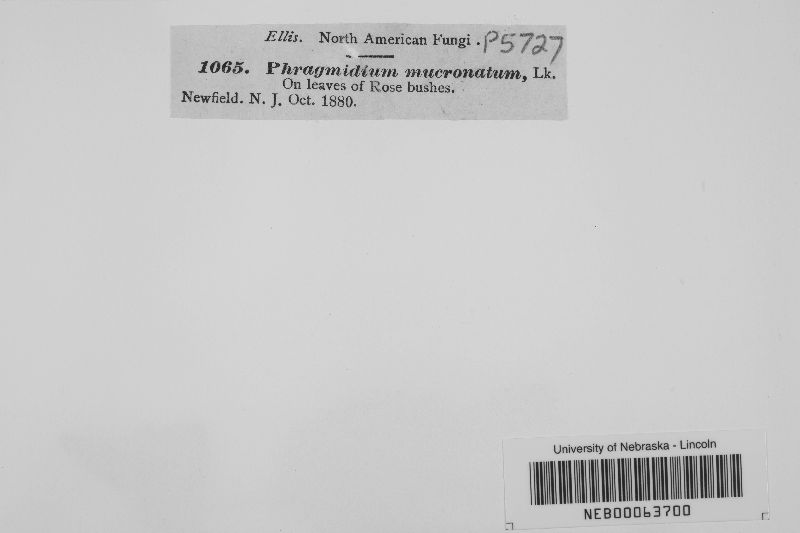 Ellis. North American Fungi. P5727
1065. Phragmidium mucronatum, Lk.
On leaves of Rose bushes.
Newfield. N. J. Oct. 1880.
University of Nebraska - Lincoln
NEB00063700